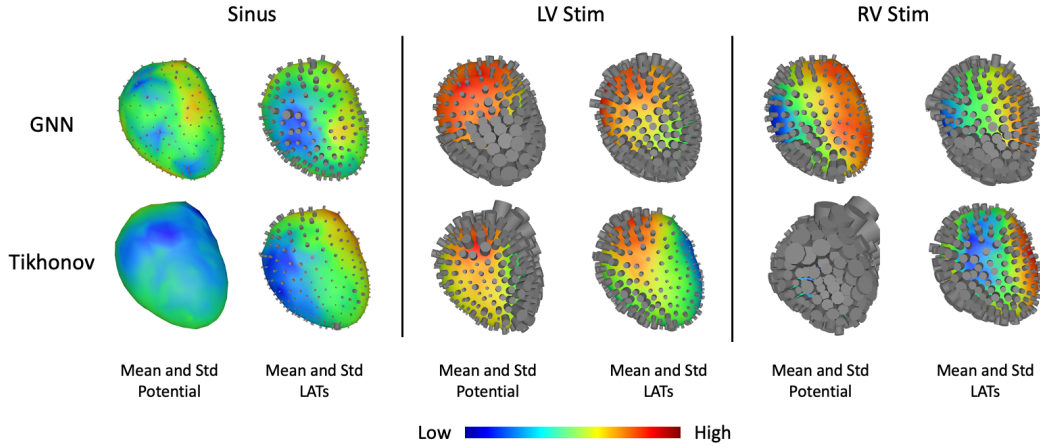 Sinus
LV Stim
RV Stim
GNN
Tikhonov
Mean and Std
Potential
Mean and Std
LATs
Mean and Std
Potential
Mean and Std
LATs
Mean and Std
Potential
Mean and Std
LATs
Low
High